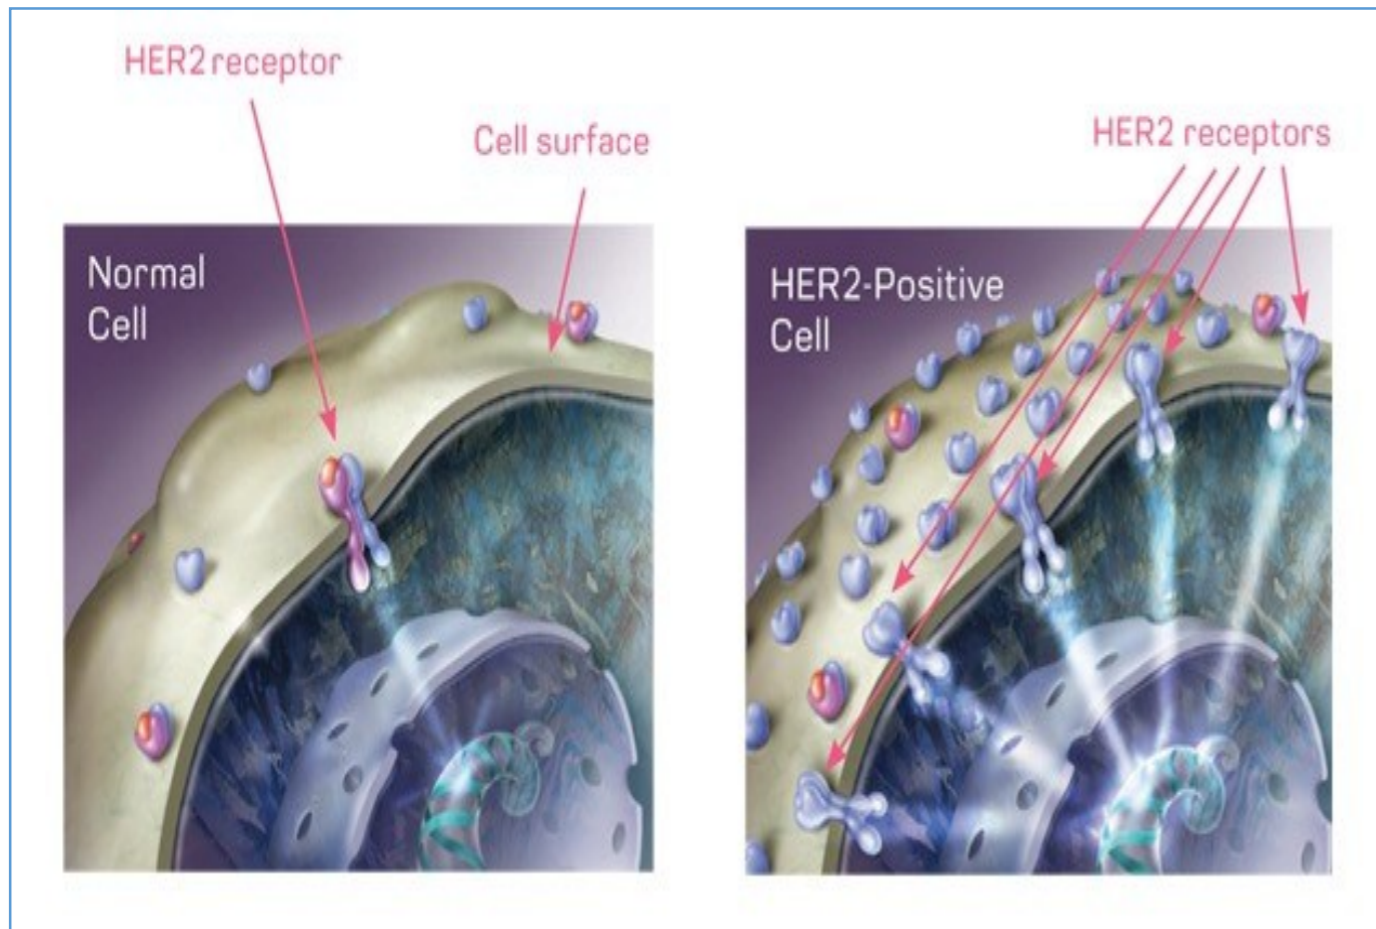 HER2 receptor
Cell surface
Normal
Cell
HER2 receptors
HER2-Positive
Cell